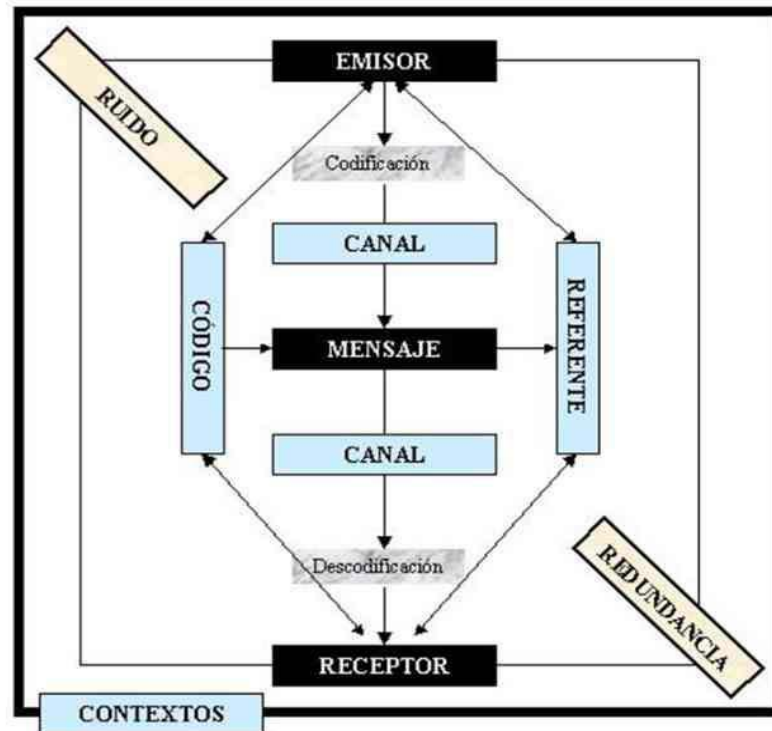 EMISOR
RUIDO
Codificación
CANAL
CÓDIGO
MENSAJE
REFERENTE
CANAL
Descodificación
REDUNDANCIA
RECEPTOR
CONTEXTOS